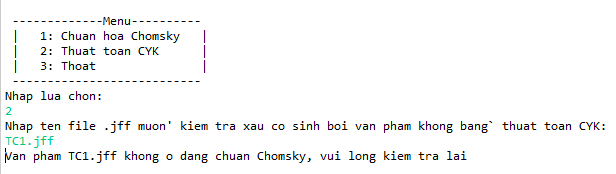 -------------Menu----------
|   1: Chuan hoa Chomsky   |
|   2: Thuat toan CYK      |
|   3: Thoat               |
---------------------------
Nhap lua chon:
2
Nhap ten file .jff muon' kiem tra xau co sinh boi van pham khong bang` thuat toan CYK:
TC1.jff
Van pham TC1.jff khong o dang chuan Chomsky, vui long kiem tra lai